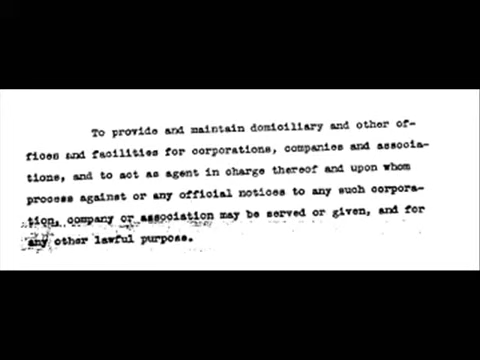 To provide and maintain domiciliary and other of-
fices and facilities for corporations, companies and associa-
tions, and to act as agent in charge thereof and upon whom
process against or any official notices to any such corpora-
tion, company or association may be served or given, and for
any other lawful purpose.